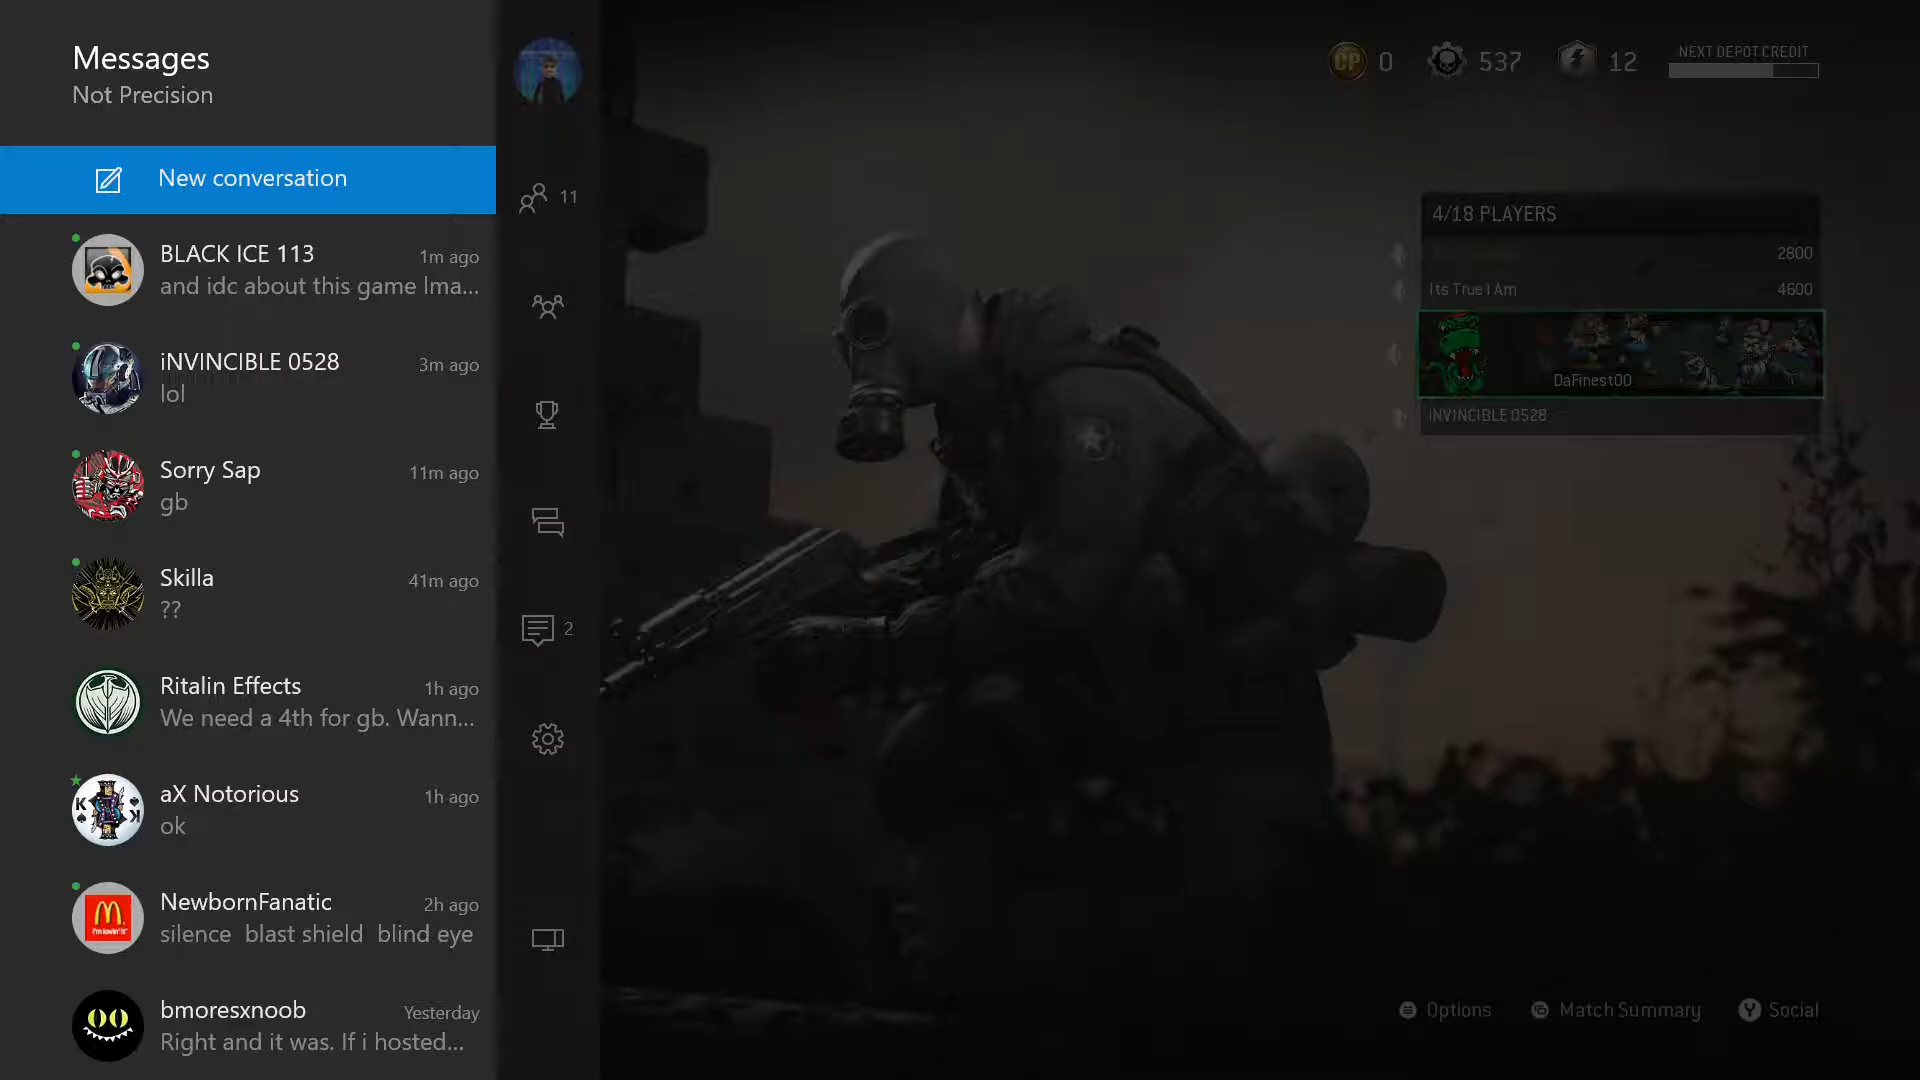 Messages
Not Precision
New conversation
BLACK ICE 113
1m ago
and idc about this game lma...
iNVINCIBLE 0528
3m ago
lol
Sorry Sap
11m ago
gb
Skilla
41m ago
??
Ritalin Effects
1h ago
We need a 4th for gb. Wann...
aX Notorious
1h ago
ok
NewbornFanatic
2h ago
silence blast shield blind eye
bmoresxnoob
Yesterday
Right and it was. If i hosted...
11
2
CP 0
537
12
NEXT DEPOT CREDIT
4/18 PLAYERS
2800
Its True I Am
4600
DaFinest00
iNVINCIBLE 0528
Options
Match Summary
Y Social